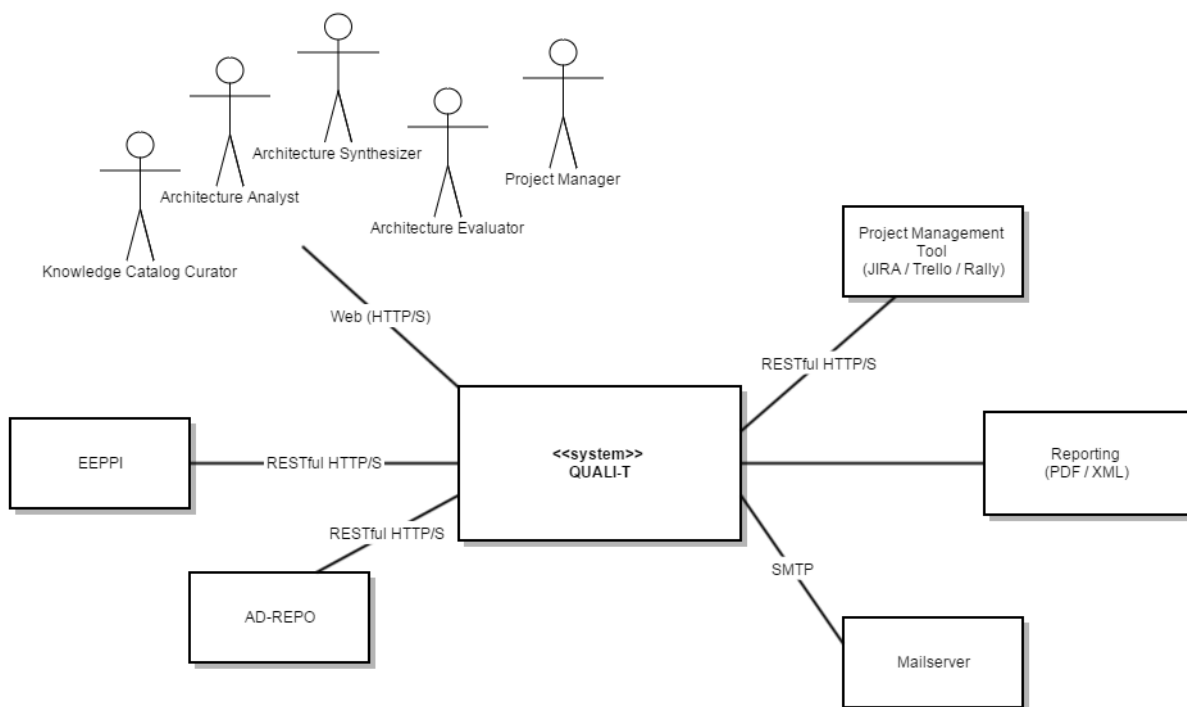 Architecture Synthesizer
Project Manager
Architecture Analyst
Architecture Evaluator
Knowledge Catalog Curator
Project Management
Tool
(JIRA / Trello / Rally)
Web (HTTP/S)
RESTful HTTP/S
<<system>>
QUALI-T
EEPPI
RESTful HTTP/S
Reporting
(PDF / XML)
RESTful HTTP/S
SMTP
AD-REPO
Mailserver